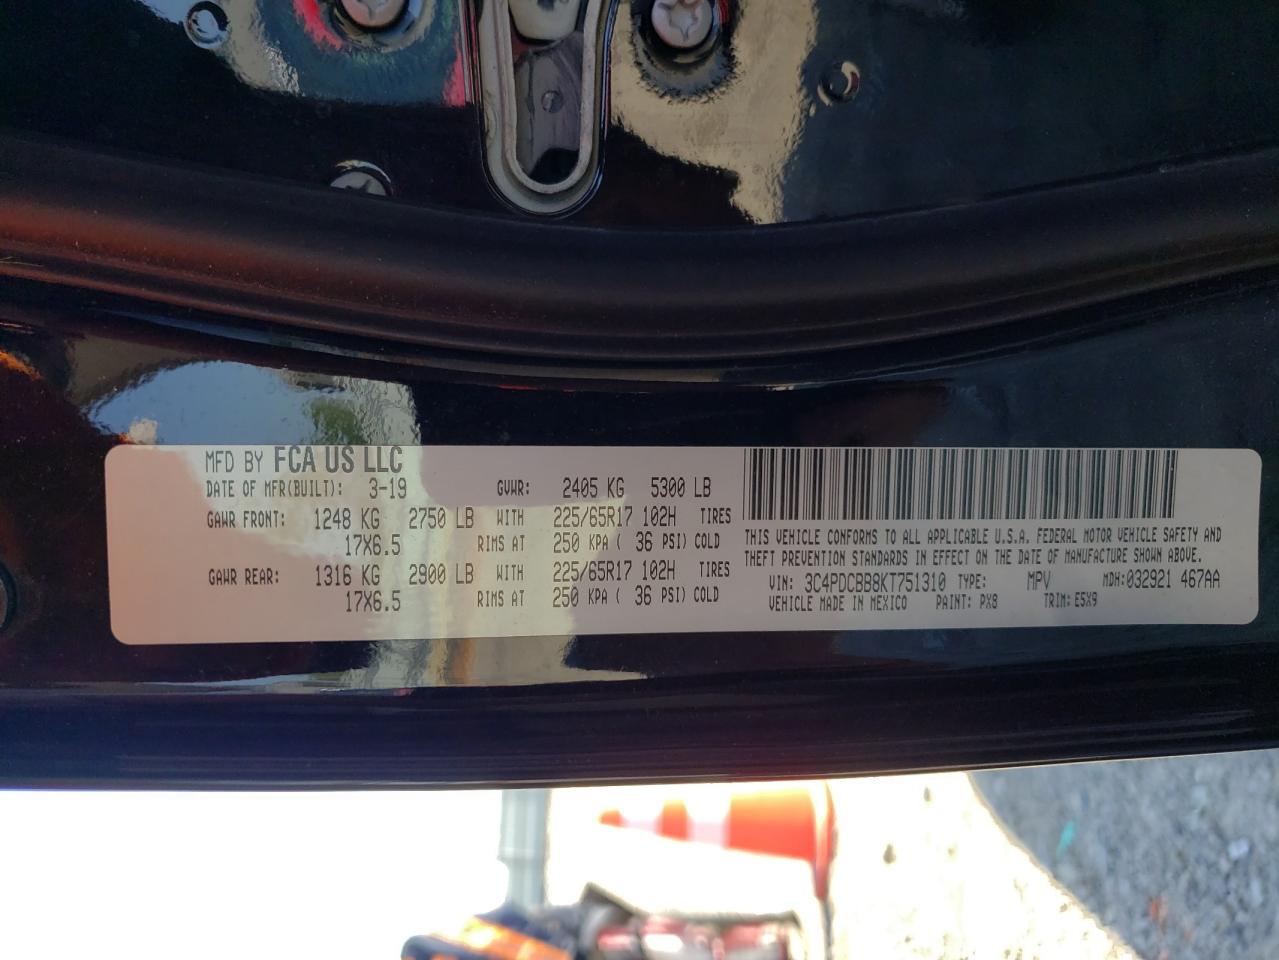 MFD BY FCA US LLC
DATE OF MFR(BUILT): 3-19 GVWR: 2405 KG 5300 LB
GAWR FRONT: 1248 KG 2750 LB WITH 225/65R17 102H TIRES
17X6.5 RIMS AT 250 KPA ( 36 PSI) COLD
GAWR REAR: 1316 KG 2900 LB WITH 225/65R17 102H TIRES
17X6.5 RIMS AT 250 KPA ( 36 PSI) COLD
THIS VEHICLE CONFORMS TO ALL APPLICABLE U.S.A. FEDERAL MOTOR VEHICLE SAFETY AND
THEFT PREVENTION STANDARDS IN EFFECT ON THE DATE OF MANUFACTURE SHOWN ABOVE.
VIN: 3C4PDCBB8KT751310 TYPE: MPV MDH:032921 467AA
VEHICLE MADE IN MEXICO PAINT: PX8 TRIM: E5X9